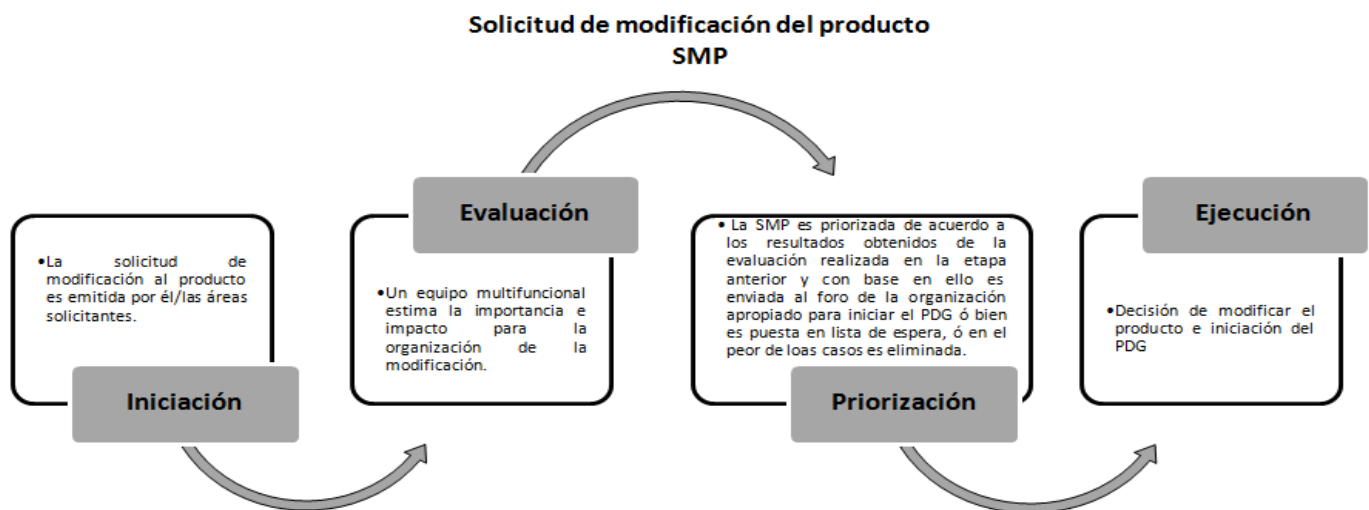 Solicitud de modificación del producto
SMP
•La solicitud de
modificación al producto
es emitida por él/las áreas
solicitantes.
Iniciación
Evaluación
•Un equipo multifuncional
estima la importancia e
impacto para la
organización de la
modificación.
• La SMP es priorizada de acuerdo a
los resultados obtenidos de la
evaluación realizada en la etapa
anterior y con base en ello es
enviada al foro de la organización
apropiado para iniciar el PDG ó bien
es puesta en lista de espera, ó en el
peor de loas casos es eliminada.
Priorización
Ejecución
•Decisión de modificar el
producto e iniciación del
PDG